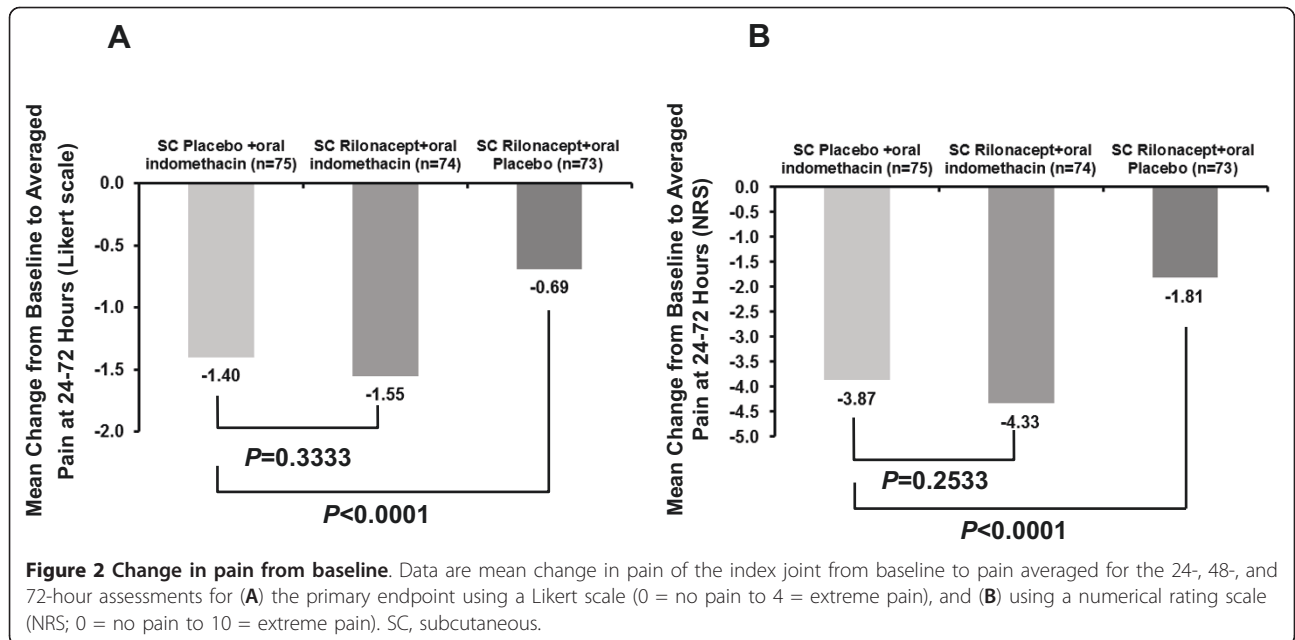 A
Mean Change from Baseline to Averaged
Pain at 24-72 Hours (Likert scale)
SC Placebo +oral
indomethacin (n=75)
SC Rilonacept+oral
indomethacin (n=74)
SC Rilonacept+oral
Placebo (n=73)
0.0
-0.5
-1.0
-1.5
-2.0
-1.40
-1.55
-0.69
P=0.3333
P<0.0001
B
Mean Change from Baseline to Averaged
Pain at 24-72 Hours (NRS)
SC Placebo +oral
indomethacin (n=75)
SC Rilonacept+oral
indomethacin (n=74)
SC Rilonacept+oral
Placebo (n=73)
0.0
-0.5
-1.0
-1.5
-2.0
-2.5
-3.0
-3.5
-4.0
-4.5
-5.0
-3.87
-4.33
-1.81
P=0.2533
P<0.0001
Figure 2 Change in pain from baseline. Data are mean change in pain of the index joint from baseline to pain averaged for the 24-, 48-, and
72-hour assessments for (A) the primary endpoint using a Likert scale (0 = no pain to 4 = extreme pain), and (B) using a numerical rating scale
(NRS; 0 = no pain to 10 = extreme pain). SC, subcutaneous.